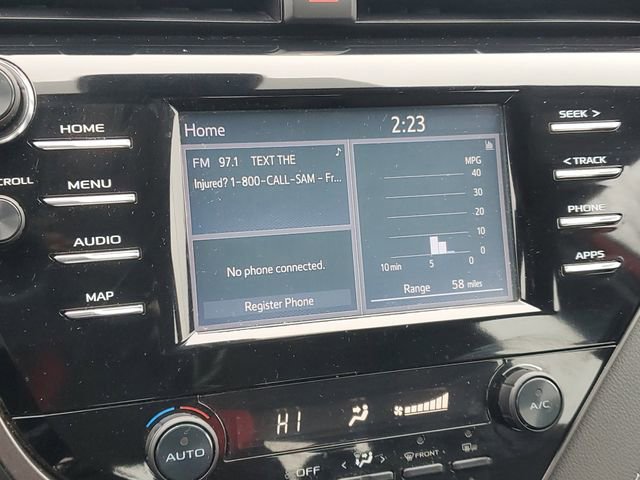 Home 2:23
FM 97.1 TEXT THE
Injured? 1-800-CALL-SAM - Fr...
No phone connected.
Register Phone
MPG
40
30
20
10
0
10 min 5 0
Range 58 miles
HOME
SCROLL
MENU
AUDIO
MAP
SEEK >
< TRACK
PHONE
APPS
HI
AUTO
OFF
FRONT
A/C